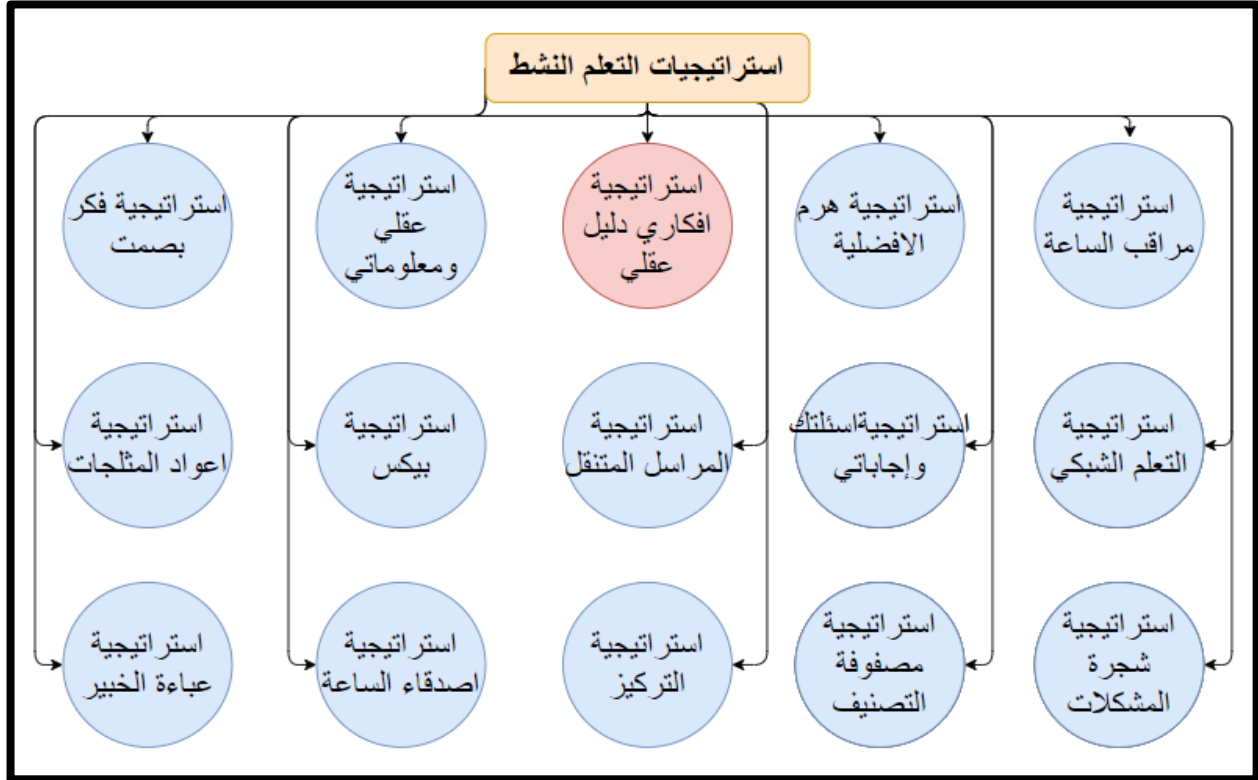 استراتيجيات التعلم النشط
استراتيجية
مراقب الساعة
استراتيجية هرم
الافضلية
استراتيجية
افكاري دليل
عقلي
استراتيجية
عقلي
ومعلوماتي
استراتيجية فكر
بصمت
استراتيجية
التعلم الشبكي
استراتيجيةاسئلتك
وإجاباتي
استراتيجية
المراسل المتنقل
استراتيجية
بيكس
استراتيجية
اعواد المثلجات
استراتيجية
شجرة
المشكلات
استراتيجية
مصفوفة
التصنيف
استراتيجية
التركيز
استراتيجية
اصدقاء الساعة
استراتيجية
عباءة الخبير